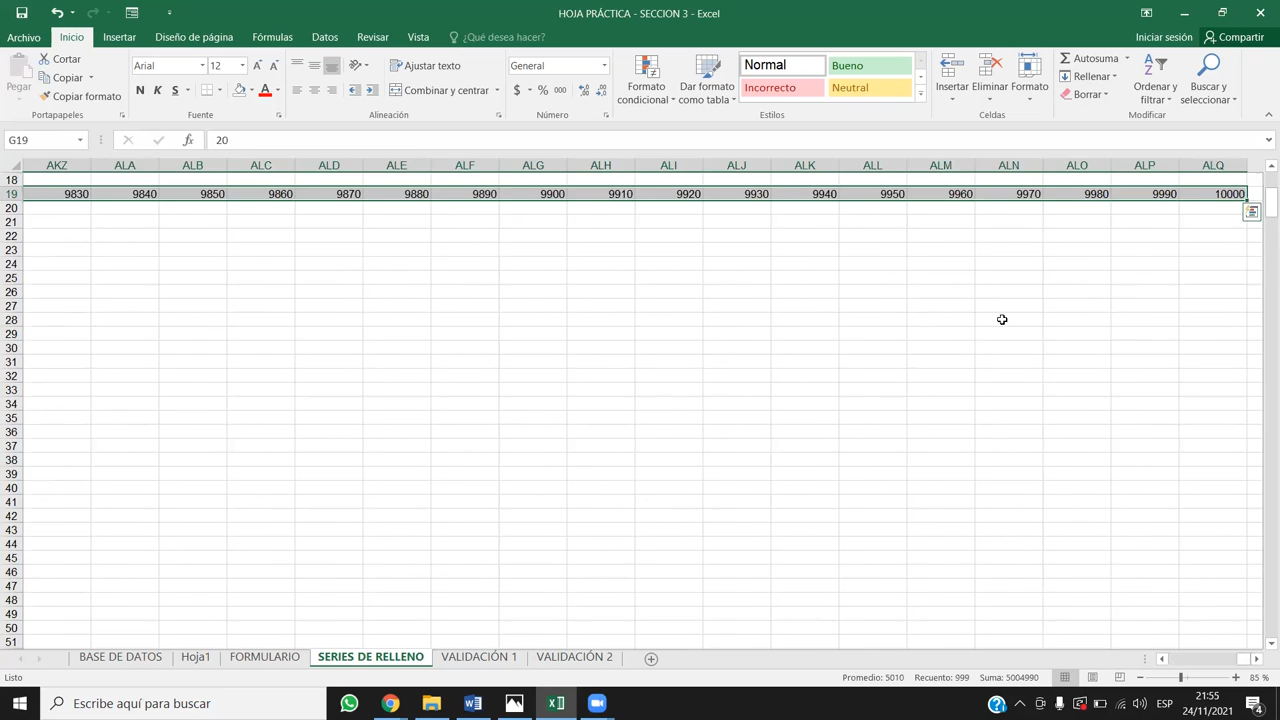 HOJA PRÁCTICA - SECCION 3 - Excel
Archivo Inicio Insertar Diseño de página Fórmulas Datos Revisar Vista ¿Qué desea hacer? Iniciar sesión Compartir
Pegar
Cortar
Copiar
Copiar formato
Portapapeles
Arial 12
N K S
Fuente
Ajustar texto
Combinar y centrar
Alineación
General
$ % 000
Número
Formato condicional
Dar formato como tabla
Normal Bueno
Incorrecto Neutral
Estilos
Insertar Eliminar Formato
Celdas
Autosuma
Rellenar
Borrar
Ordenar y filtrar
Buscar y seleccionar
Modificar
G19 fx 20
AKZ ALA ALB ALC ALD ALE ALF ALG ALH ALI ALJ ALK ALL ALM ALN ALO ALP ALQ
18
19 9830 9840 9850 9860 9870 9880 9890 9900 9910 9920 9930 9940 9950 9960 9970 9980 9990 10000
20
21
22
23
24
25
26
27
28
29
30
31
32
33
34
35
36
37
38
39
40
41
42
43
44
45
46
47
48
49
50
51
BASE DE DATOS Hoja1 FORMULARIO SERIES DE RELLENO VALIDACIÓN 1 VALIDACIÓN 2
Listo Promedio: 5010 Recuento: 999 Suma: 5004990 85 %
Escribe aquí para buscar ESP 21:55
24/11/2021 4